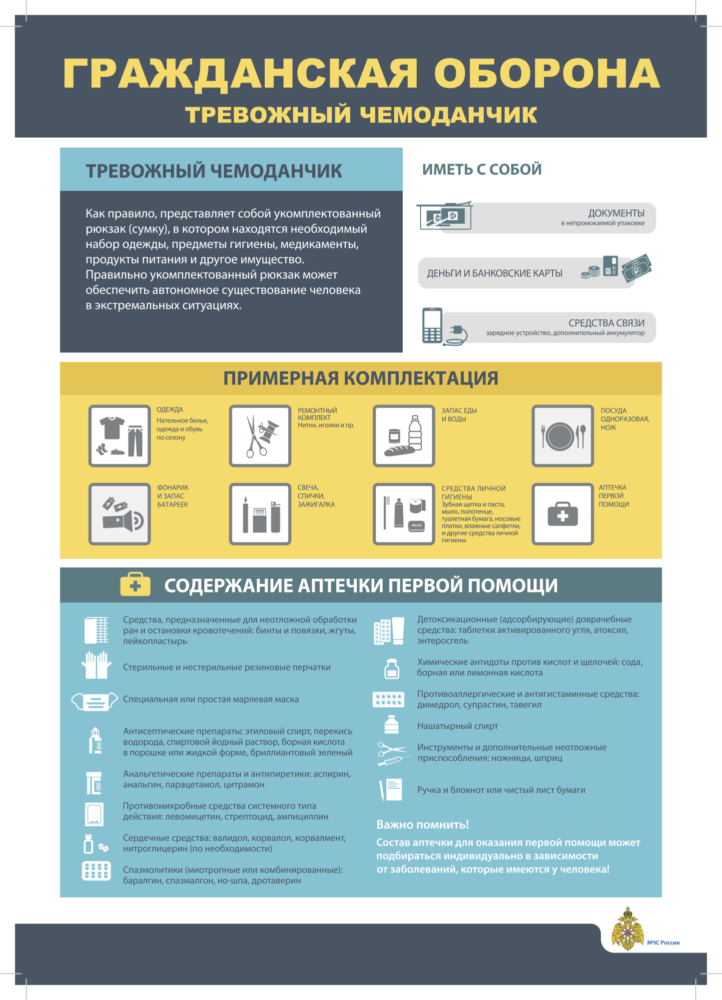 ГРАЖДАНСКАЯ ОБОРОНА
ТРЕВОЖНЫЙ ЧЕМОДАНЧИК
ТРЕВОЖНЫЙ ЧЕМОДАНЧИК
Как правило, представляет собой укомплектованный
рюкзак (сумку), в котором находятся необходимый
набор одежды, предметы гигиены, медикаменты,
продукты питания и другое имущество.
Правильно укомплектованный рюкзак может
обеспечить автономное существование человека
в экстремальных ситуациях.
ИМЕТЬ С СОБОЙ
ДОКУМЕНТЫ
в непромокаемой упаковке
ДЕНЬГИ И БАНКОВСКИЕ КАРТЫ
СРЕДСТВА СВЯЗИ
зарядное устройство, дополнительный аккумулятор
ПРИМЕРНАЯ КОМПЛЕКТАЦИЯ
ОДЕЖДА
Нательное белье,
одежда и обувь
по сезону
РЕМОНТНЫЙ
КОМПЛЕКТ
Нитки, иголки и пр.
ЗАПАС ЕДЫ
И ВОДЫ
ПОСУДА
ОДНОРАЗОВАЯ,
НОЖ
ФОНАРИК
И ЗАПАС
БАТАРЕЕК
СВЕЧА,
СПИЧКИ,
ЗАЖИГАЛКА
МЫЛО
СРЕДСТВА ЛИЧНОЙ
ГИГИЕНЫ
Зубная щетка и паста,
мыло, полотенце,
туалетная бумага, носовые
платки, влажные салфетки,
и другие средства личной
гигиены
АПТЕЧКА
ПЕРВОЙ
ПОМОЩИ
СОДЕРЖАНИЕ АПТЕЧКИ ПЕРВОЙ ПОМОЩИ
Средства, предназначенные для неотложной обработки
ран и остановки кровотечений: бинты и повязки, жгуты,
лейкопластырь
Стерильные и нестерильные резиновые перчатки
Специальная или простая марлевая маска
Антисептические препараты: этиловый спирт, перекись
водорода, спиртовой йодный раствор, борная кислота
в порошке или жидкой форме, бриллиантовый зеленый
Анальгетические препараты и антипиретики: аспирин,
анальгин, парацетамол, цитрамон
Противомикробные средства системного типа
действия: левомицетин, стрептоцид, ампициллин
Сердечные средства: валидол, корвалол, корвалмент,
нитроглицерин (по необходимости)
Спазмолитики (миотропные или комбинированные):
баралгин, спазмалгон, но-шпа, дротаверин
Детоксикационные (адсорбирующие) доврачебные
средства: таблетки активированного угля, атоксил,
энтеросгель
Химические антидоты против кислот и щелочей: сода,
борная или лимонная кислота
Противоаллергические и антигистаминные средства:
димедрол, супрастин, тавегил
Нашатырный спирт
Инструменты и дополнительные неотложные
приспособления: ножницы, шприц
Ручка и блокнот или чистый лист бумаги
Важно помнить!
Состав аптечки для оказания первой помощи может
подбираться индивидуально в зависимости
от заболеваний, которые имеются у человека!
МЧС России